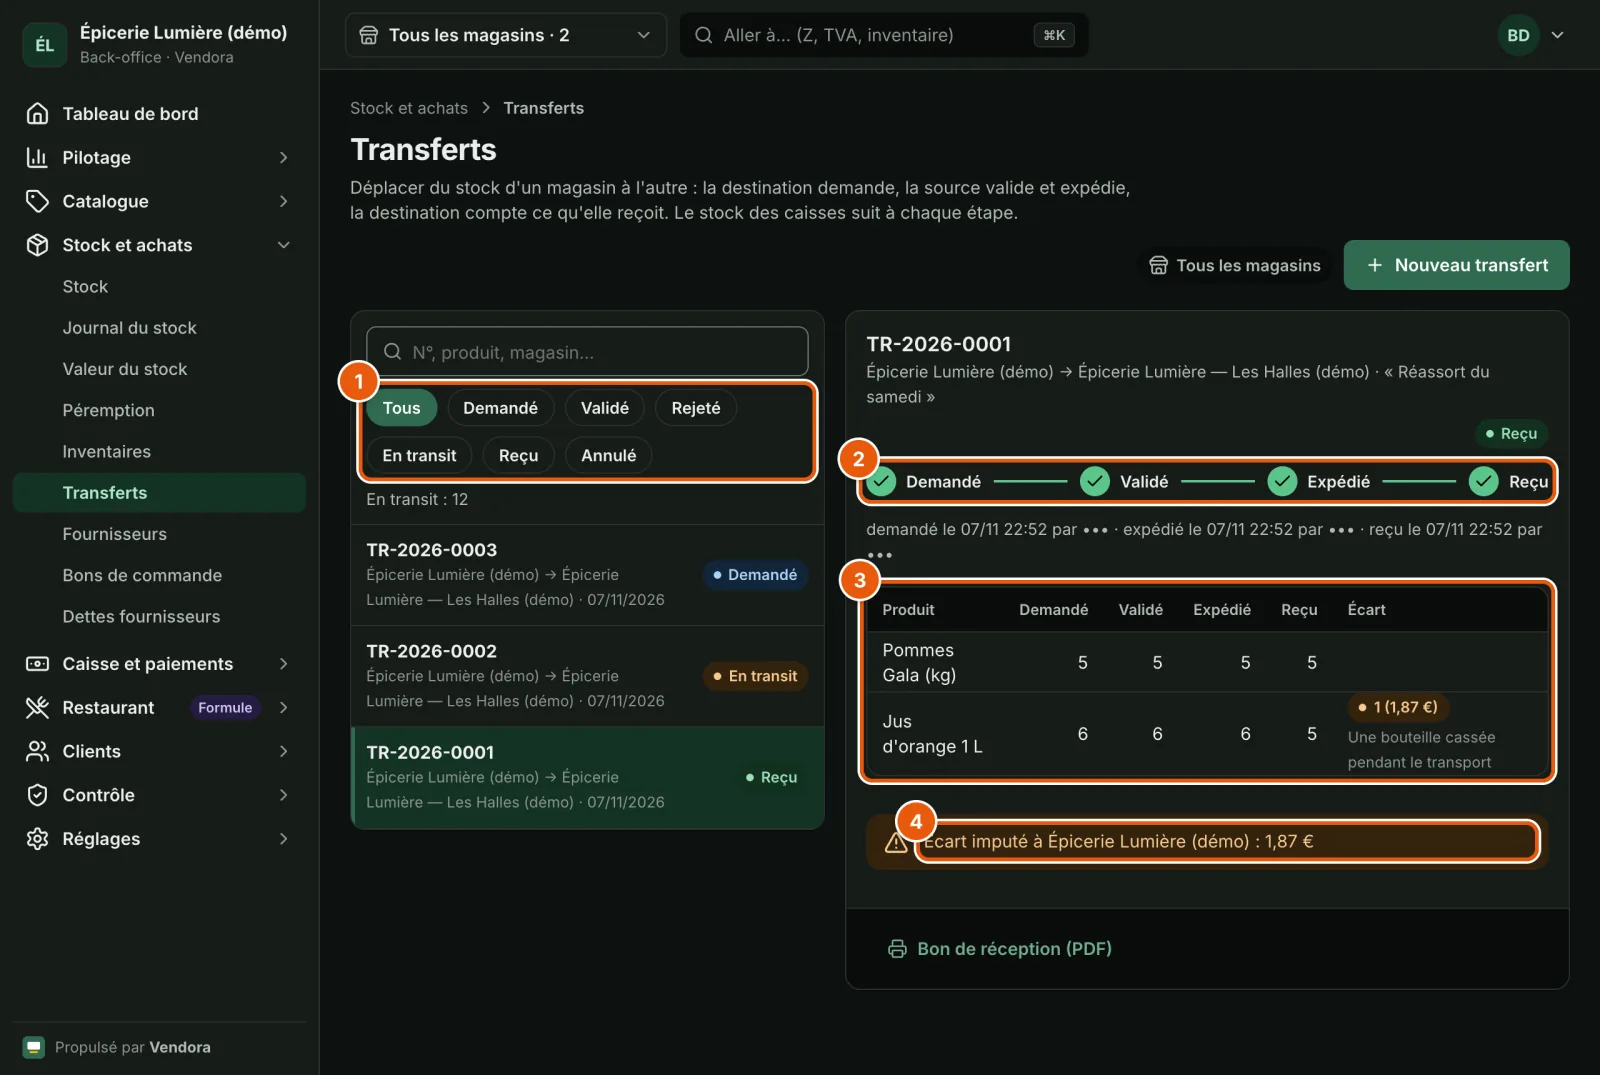 ÉL
Épicerie Lumière (démo)
Back-office · Vendora
Tous les magasins · 2
Aller à... (Z, TVA, inventaire)
⌘K
BD
Tableau de bord
Pilotage
Catalogue
Stock et achats
Stock
Journal du stock
Valeur du stock
Péremption
Inventaires
Transferts
Fournisseurs
Bons de commande
Dettes fournisseurs
Caisse et paiements
Restaurant
Formule
Clients
Contrôle
Réglages
Propulsé par Vendora
Stock et achats > Transferts
Transferts
Déplacer du stock d'un magasin à l'autre : la destination demande, la source valide et expédie,
la destination compte ce qu'elle reçoit. Le stock des caisses suit à chaque étape.
Tous les magasins
+ Nouveau transfert
N°, produit, magasin...
1
Tous
Demandé
Validé
Rejeté
En transit
Reçu
Annulé
En transit : 12
TR-2026-0003
Épicerie Lumière (démo) → Épicerie
Lumière — Les Halles (démo) · 07/11/2026
Demandé
TR-2026-0002
Épicerie Lumière (démo) → Épicerie
Lumière — Les Halles (démo) · 07/11/2026
En transit
TR-2026-0001
Épicerie Lumière (démo) → Épicerie
Lumière — Les Halles (démo) · 07/11/2026
Reçu
TR-2026-0001
Épicerie Lumière (démo) → Épicerie Lumière — Les Halles (démo) · « Réassort du
samedi »
Reçu
2
Demandé
Validé
Expédié
Reçu
demandé le 07/11 22:52 par ••• · expédié le 07/11 22:52 par ••• · reçu le 07/11 22:52 par
•••
3
Produit Demandé Validé Expédié Reçu Écart
Pommes
Gala (kg)
5 5 5 5
Jus
d'orange 1 L
6 6 6 5
1 (1,87 €)
Une bouteille cassée
pendant le transport
4
Écart imputé à Épicerie Lumière (démo) : 1,87 €
Bon de réception (PDF)